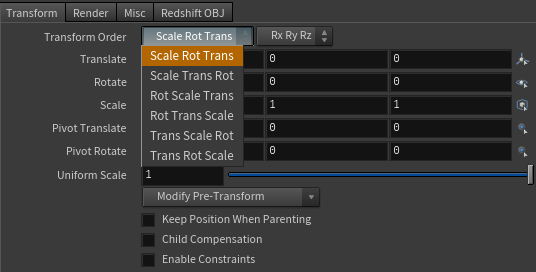 Transform Render Misc Redshift OBJ
Transform Order Scale Rot Trans Rx Ry Rz
Scale Rot Trans
Scale Trans Rot
Rot Scale Trans
Rot Trans Scale
Trans Scale Rot
Trans Rot Scale
Translate 0 0
Rotate 0 0
Scale 1 1
Pivot Translate 0 0
Pivot Rotate 0 0
Uniform Scale 1
Modify Pre-Transform
Keep Position When Parenting
Child Compensation
Enable Constraints